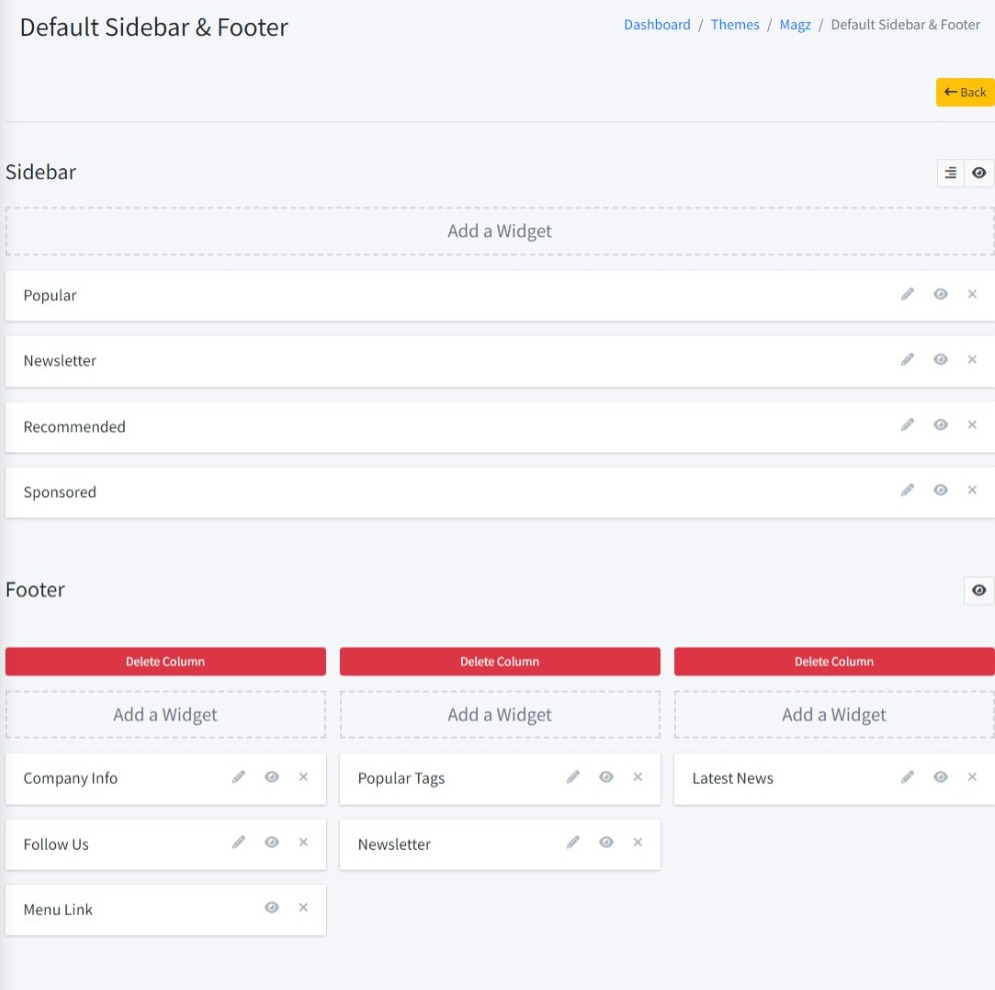 Default Sidebar & Footer
Dashboard / Themes / Magz / Default Sidebar & Footer
Back
Sidebar
Add a Widget
Popular
Newsletter
Recommended
Sponsored
Footer
Delete Column
Delete Column
Delete Column
Add a Widget
Add a Widget
Add a Widget
Company Info
Popular Tags
Latest News
Follow Us
Newsletter
Menu Link